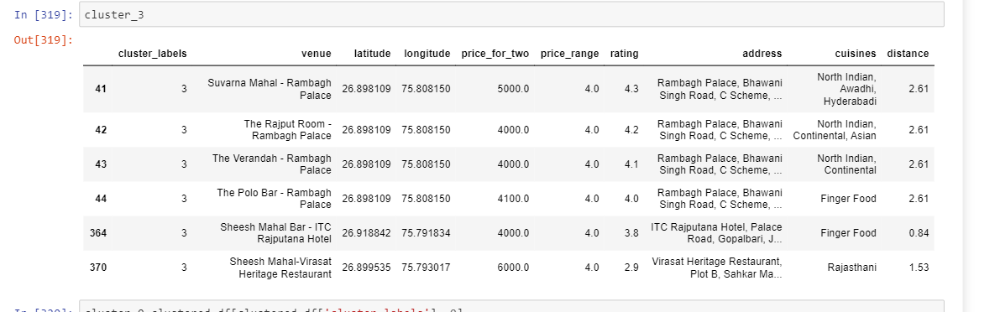 In [319]: cluster_3
Out[319]:
cluster_labels venue latitude longitude price_for_two price_range rating address cuisines distance
41 3 Suvarna Mahal - Rambagh Palace 26.898109 75.808150 5000.0 4.0 4.3 Rambagh Palace, Bhawani Singh Road, C Scheme, ... North Indian, Awadhi, Hyderabadi 2.61
42 3 The Rajput Room - Rambagh Palace 26.898109 75.808150 4000.0 4.0 4.2 Rambagh Palace, Bhawani Singh Road, C Scheme, ... North Indian, Continental, Asian 2.61
43 3 The Verandah - Rambagh Palace 26.898109 75.808150 4000.0 4.0 4.1 Rambagh Palace, Bhawani Singh Road, C Scheme, ... North Indian, Continental 2.61
44 3 The Polo Bar - Rambagh Palace 26.898109 75.808150 4100.0 4.0 4.0 Rambagh Palace, Bhawani Singh Road, C Scheme, ... Finger Food 2.61
364 3 Sheesh Mahal Bar - ITC Rajputana Hotel 26.918842 75.791834 4000.0 4.0 3.8 ITC Rajputana Hotel, Palace Road, Gopalbari, J... Finger Food 0.84
370 3 Sheesh Mahal-Virasat Heritage Restaurant 26.899535 75.793017 6000.0 4.0 2.9 Virasat Heritage Restaurant, Plot B, Sahkar Ma... Rajasthani 1.53